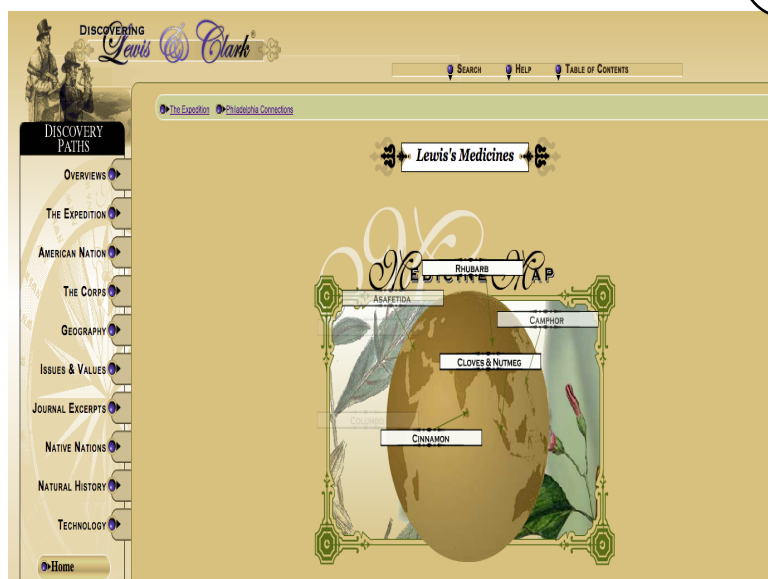 DISCOVERING
Lewis & Clark®
SEARCH HELP TABLE OF CONTENTS
The Expedition Philadelphia Connections
DISCOVERY
PATHS
OVERVIEWS
THE EXPEDITION
AMERICAN NATION
THE CORPS
GEOGRAPHY
ISSUES & VALUES
JOURNAL EXCERPTS
NATIVE NATIONS
NATURAL HISTORY
TECHNOLOGY
Home
Lewis's Medicines
MEDICINE MAP
RHUBARB
ASAFETIDA
CAMPHOR
CLOVES & NUTMEG
COLUMBO
CINNAMON